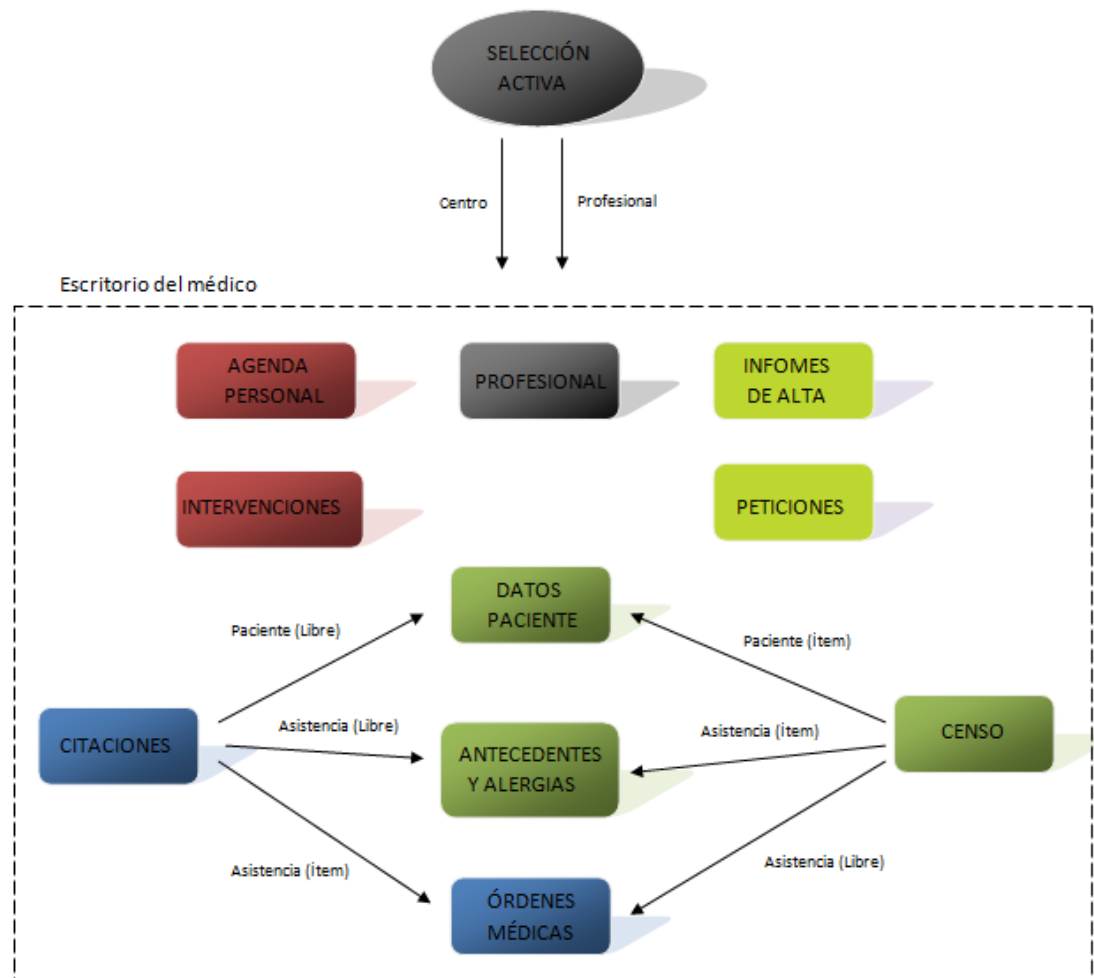 SELECCIÓN
ACTIVA
Centro
Profesional
Escritorio del médico
AGENDA
PERSONAL
PROFESIONAL
INFOMES
DE ALTA
INTERVENCIONES
PETICIONES
DATOS
PACIENTE
Paciente (Libre)
Paciente (Ítem)
CITACIONES
Asistencia (Libre)
ANTECEDENTES
Y ALERGIAS
Asistencia (Ítem)
CENSO
Asistencia (Ítem)
Asistencia (Libre)
ÓRDENES
MÉDICAS